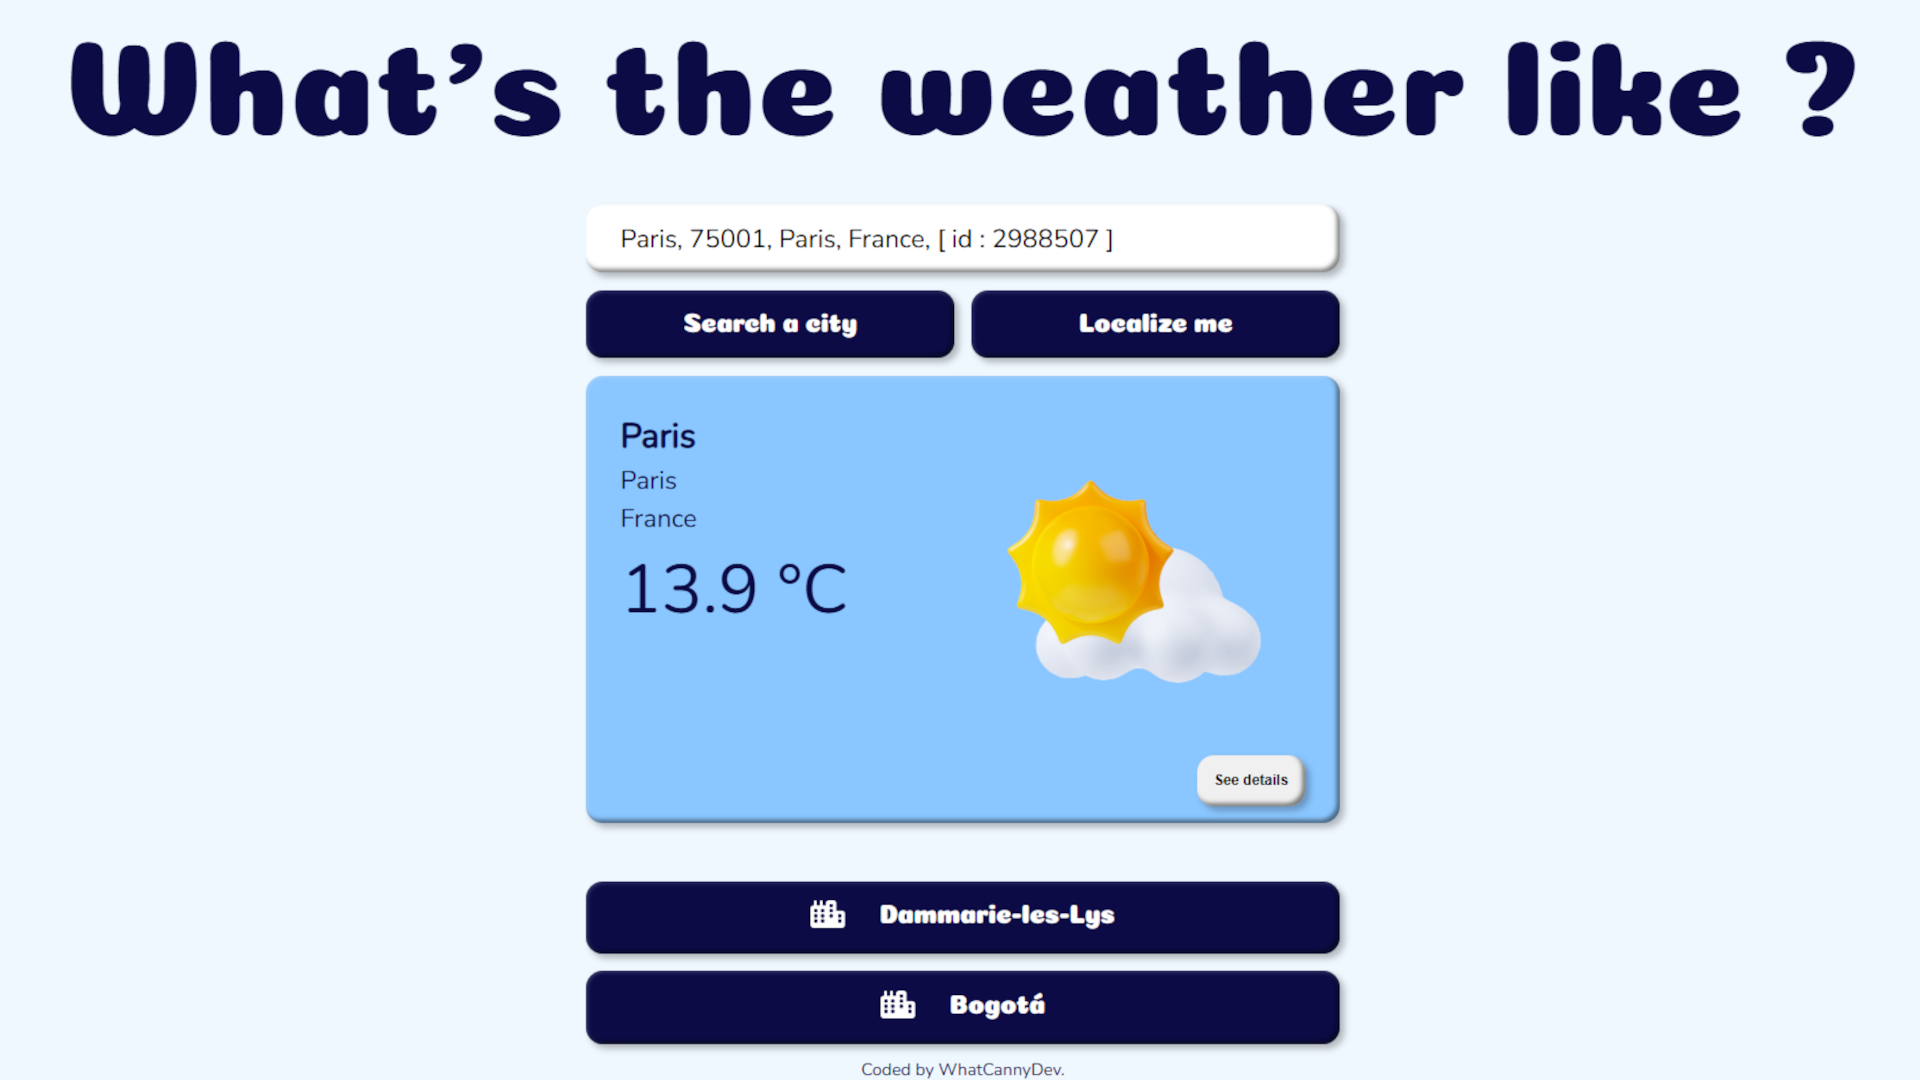 What's the weather like ?
Paris, 75001, Paris, France, [ id : 2988507 ]
Search a city
Localize me
Paris
Paris
France
13.9 °C
See details
Dammarie-les-Lys
Bogotá
Coded by WhatCannyDev.